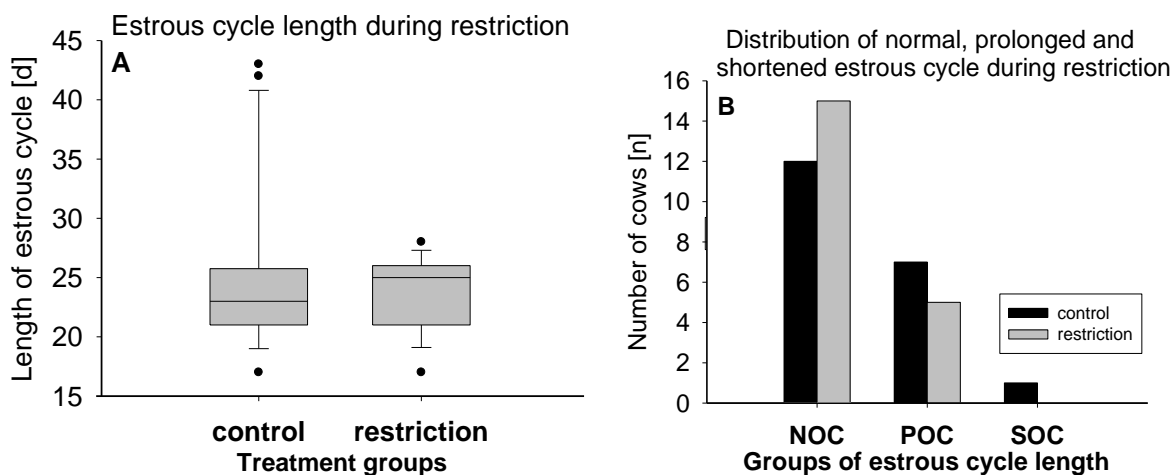 Estrous cycle length during restriction
A
Length of estrous cycle [d]
45
40
35
30
25
20
15
control restriction
Treatment groups
Distribution of normal, prolonged and
shortened estrous cycle during restriction
B
Number of cows [n]
16
14
12
10
8
6
4
2
0
control
restriction
NOC POC SOC
Groups of estrous cycle length